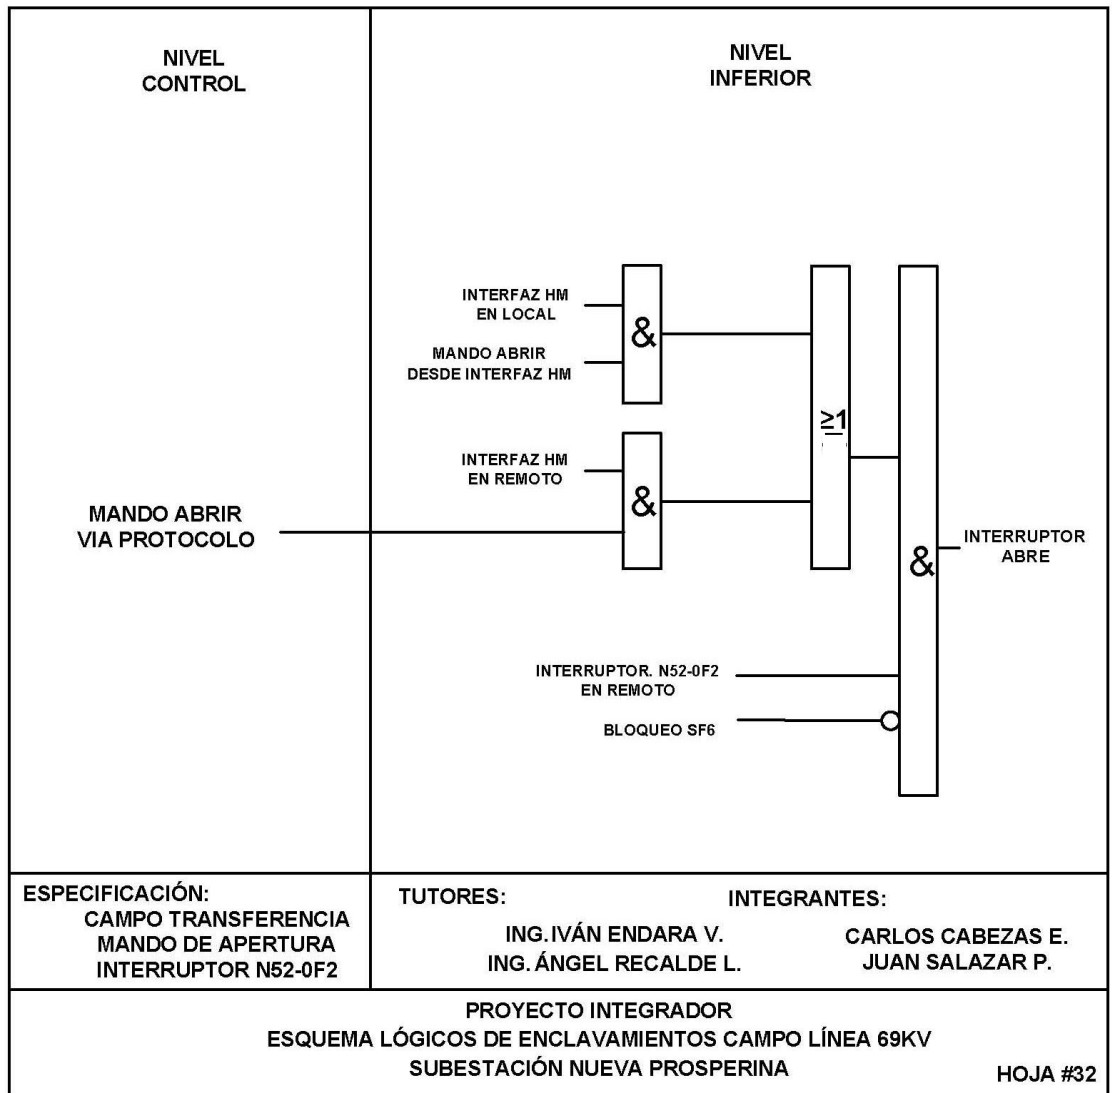 NIVEL
CONTROL
NIVEL
INFERIOR
INTERFAZ HM
EN LOCAL
MANDO ABRIR
DESDE INTERFAZ HM
&
≥1
INTERFAZ HM
EN REMOTO
&
MANDO ABRIR
VIA PROTOCOLO
&
INTERRUPTOR
ABRE
INTERRUPTOR. N52-0F2
EN REMOTO
BLOQUEO SF6
ESPECIFICACIÓN:
CAMPO TRANSFERENCIA
MANDO DE APERTURA
INTERRUPTOR N52-0F2
TUTORES:
ING.IVÁN ENDARA V.
ING. ÁNGEL RECALDE L.
INTEGRANTES:
CARLOS CABEZAS E.
JUAN SALAZAR P.
PROYECTO INTEGRADOR
ESQUEMA LÓGICOS DE ENCLAVAMIENTOS CAMPO LÍNEA 69KV
SUBESTACIÓN NUEVA PROSPERINA
HOJA #32